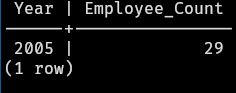 Year | Employee_Count
------+----------------
2005 | 29
(1 row)